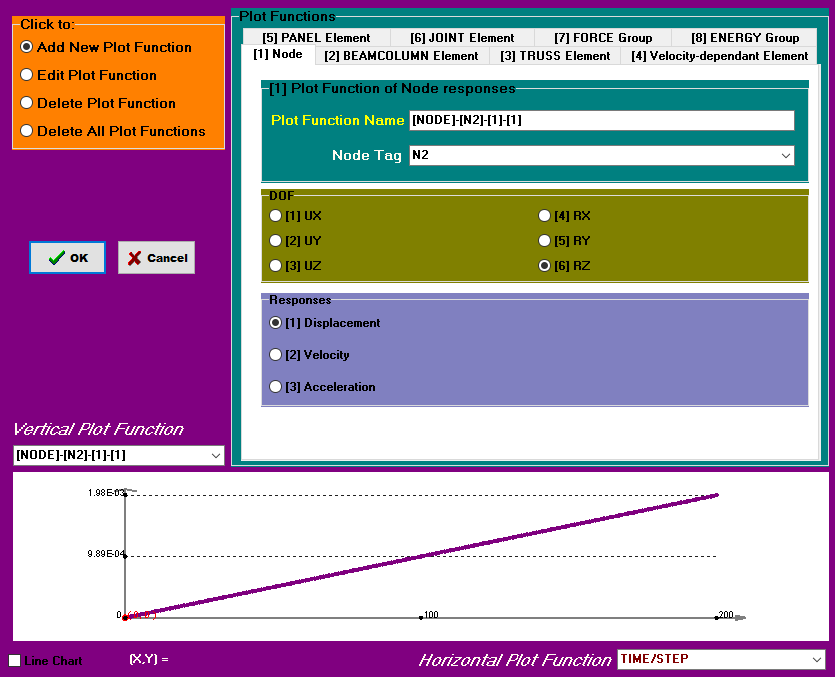 Click to:
Add New Plot Function
Edit Plot Function
Delete Plot Function
Delete All Plot Functions
OK
Cancel
Plot Functions
[5] PANEL Element
[6] JOINT Element
[7] FORCE Group
[8] ENERGY Group
[1] Node
[2] BEAMCOLUMN Element
[3] TRUSS Element
[4] Velocity-dependant Element
[1] Plot Function of Node responses
Plot Function Name
[NODE]-[N2]-[1]-[1]
Node Tag
N2
DOF
[1] UX
[2] UY
[3] UZ
[4] RX
[5] RY
[6] RZ
Responses
[1] Displacement
[2] Velocity
[3] Acceleration
Vertical Plot Function
[NODE]-[N2]-[1]-[1]
1.98E-03
9.89E-04
0
100
200
Line Chart
(X,Y) =
Horizontal Plot Function
TIME/STEP